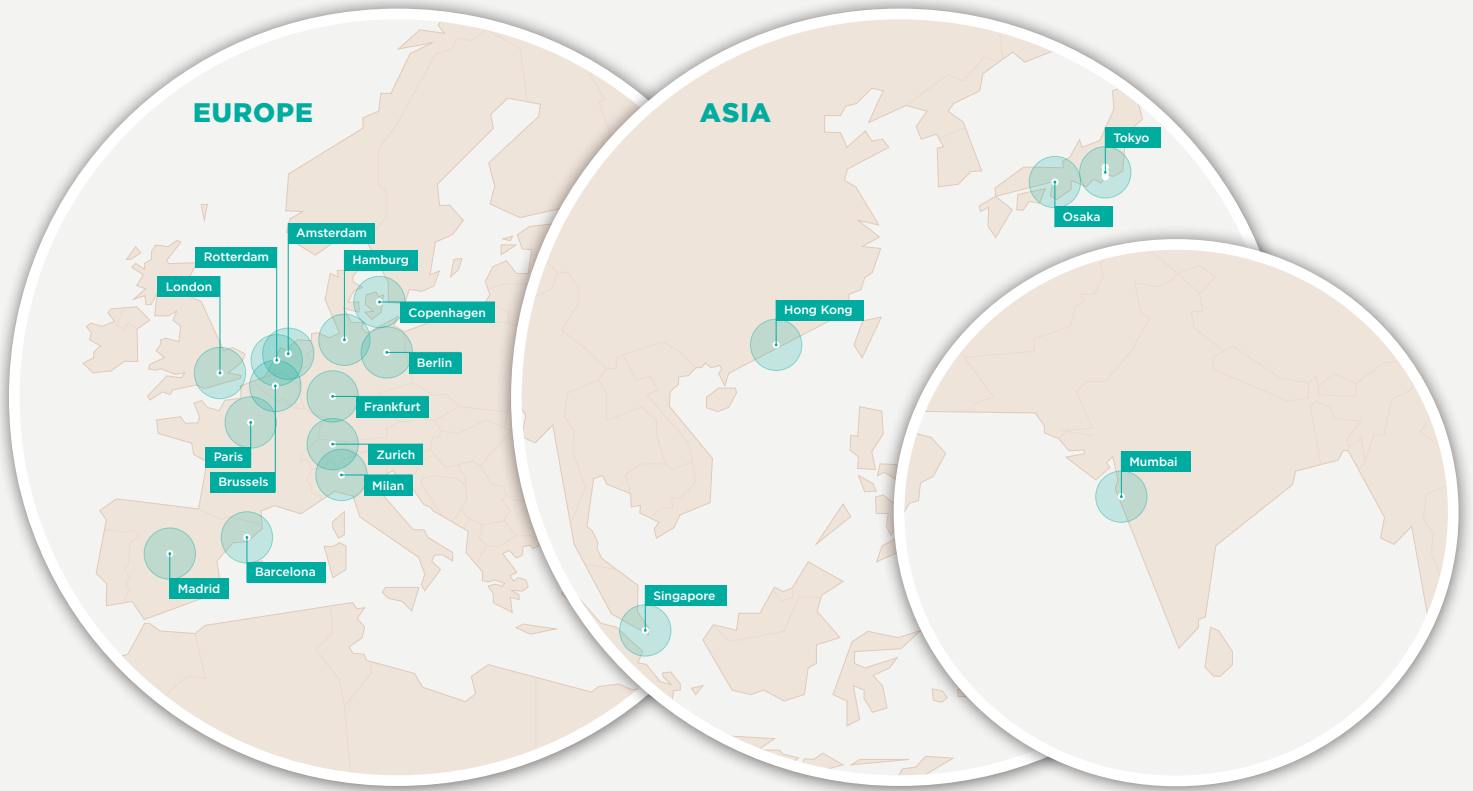 EUROPE
Amsterdam
Rotterdam
Hamburg
London
Copenhagen
Berlin
Frankfurt
Paris
Zurich
Brussels
Milan
Barcelona
Madrid
ASIA
Tokyo
Osaka
Hong Kong
Singapore
Mumbai